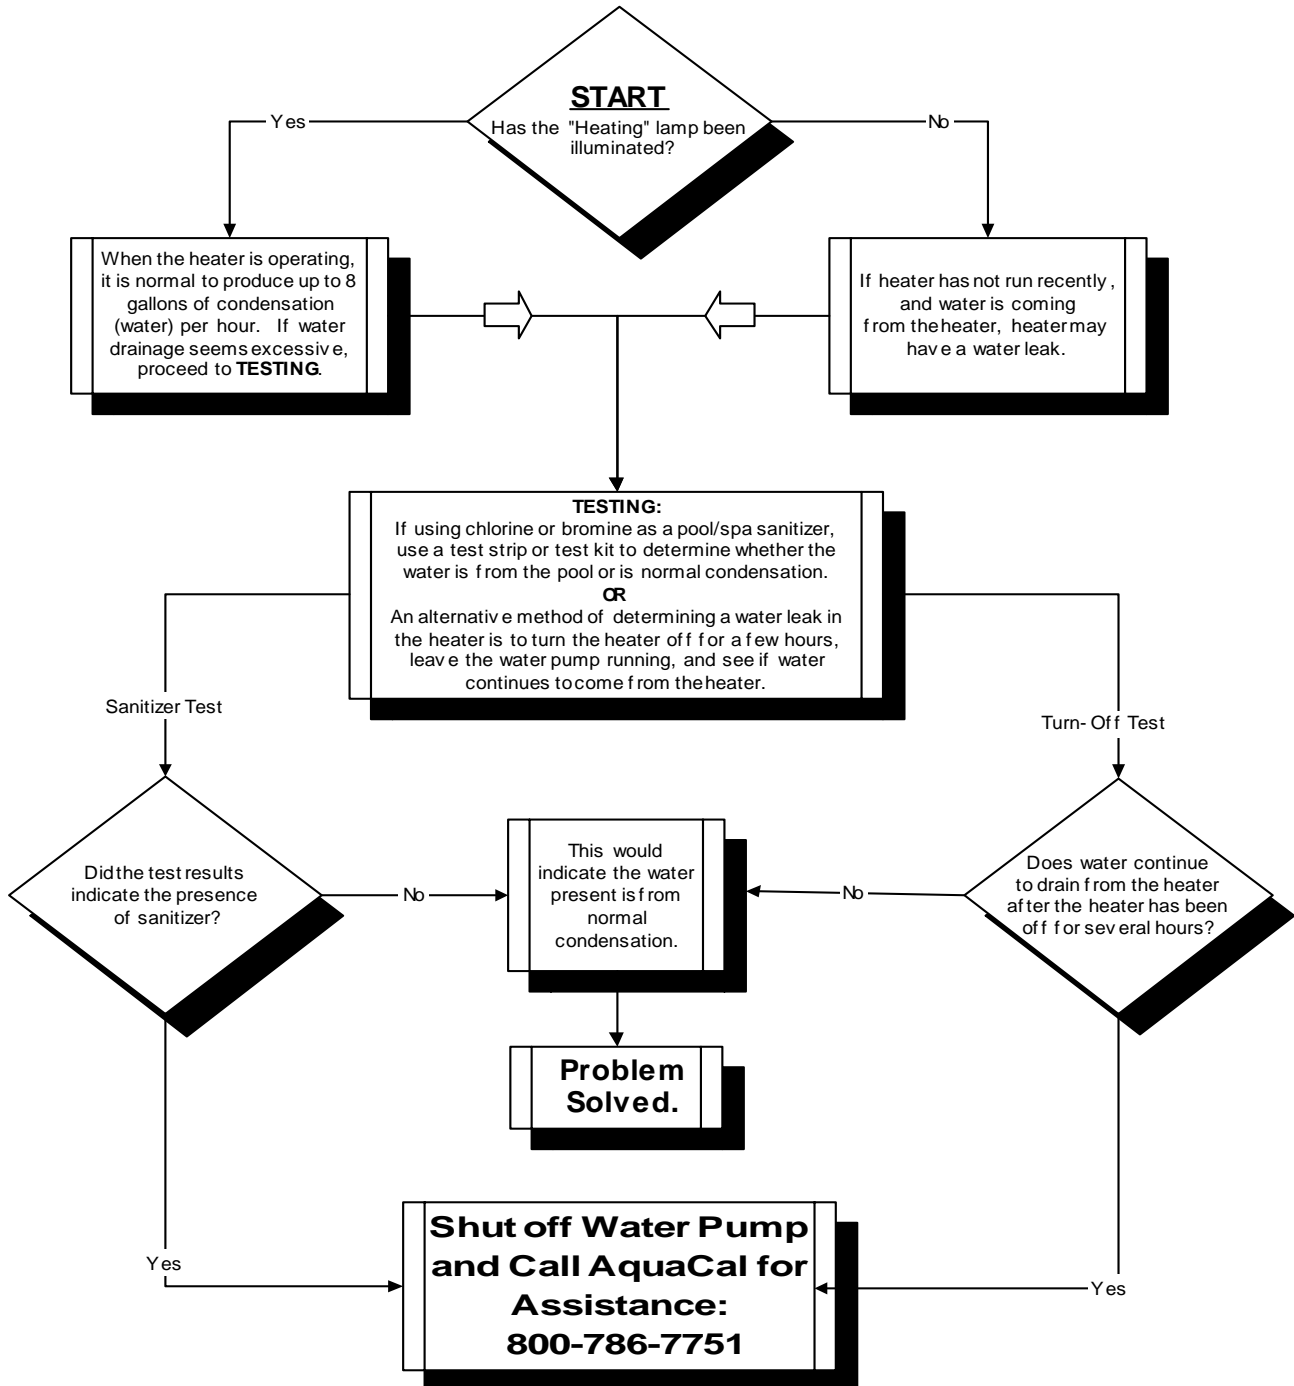 START
Has the "Heating" lamp been
illuminated?
Yes
No
When the heater is operating,
it is normal to produce up to 8
gallons of condensation
(water) per hour. If water
drainage seems excessive,
proceed to TESTING.
If heater has not run recently,
and water is coming
from the heater, heater may
have a water leak.
TESTING:
If using chlorine or bromine as a pool/spa sanitizer,
use a test strip or test kit to determine whether the
water is from the pool or is normal condensation.
OR
An alternative method of determining a water leak in
the heater is to turn the heater off for a few hours,
leave the water pump running, and see if water
continues to come from the heater.
Sanitizer Test
Turn-Off Test
Did the test results
indicate the presence
of sanitizer?
No
This would
indicate the water
present is from
normal
condensation.
No
Does water continue
to drain from the heater
after the heater has been
off for several hours?
Problem
Solved.
Yes
Shut off Water Pump
and Call AquaCal for
Assistance:
800-786-7751
Yes